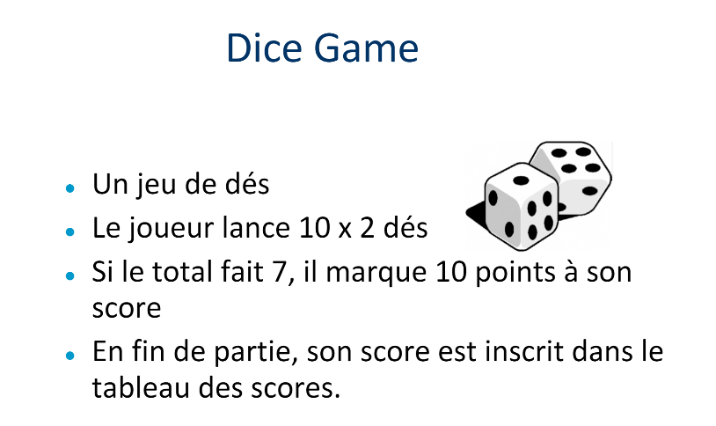 Dice Game
Un jeu de dés
Le joueur lance 10 x 2 dés
Si le total fait 7, il marque 10 points à son
score
En fin de partie, son score est inscrit dans le
tableau des scores.